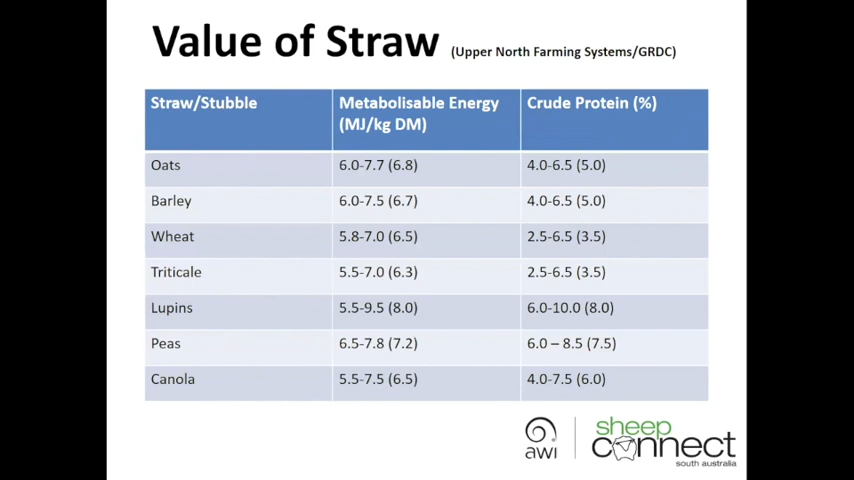 Value of Straw (Upper North Farming Systems/GRDC)
Straw/Stubble Metabolisable Energy (MJ/kg DM) Crude Protein (%)
Oats 6.0-7.7 (6.8) 4.0-6.5 (5.0)
Barley 6.0-7.5 (6.7) 4.0-6.5 (5.0)
Wheat 5.8-7.0 (6.5) 2.5-6.5 (3.5)
Triticale 5.5-7.0 (6.3) 2.5-6.5 (3.5)
Lupins 5.5-9.5 (8.0) 6.0-10.0 (8.0)
Peas 6.5-7.8 (7.2) 6.0 – 8.5 (7.5)
Canola 5.5-7.5 (6.5) 4.0-7.5 (6.0)
awi
sheep
connect
south australia